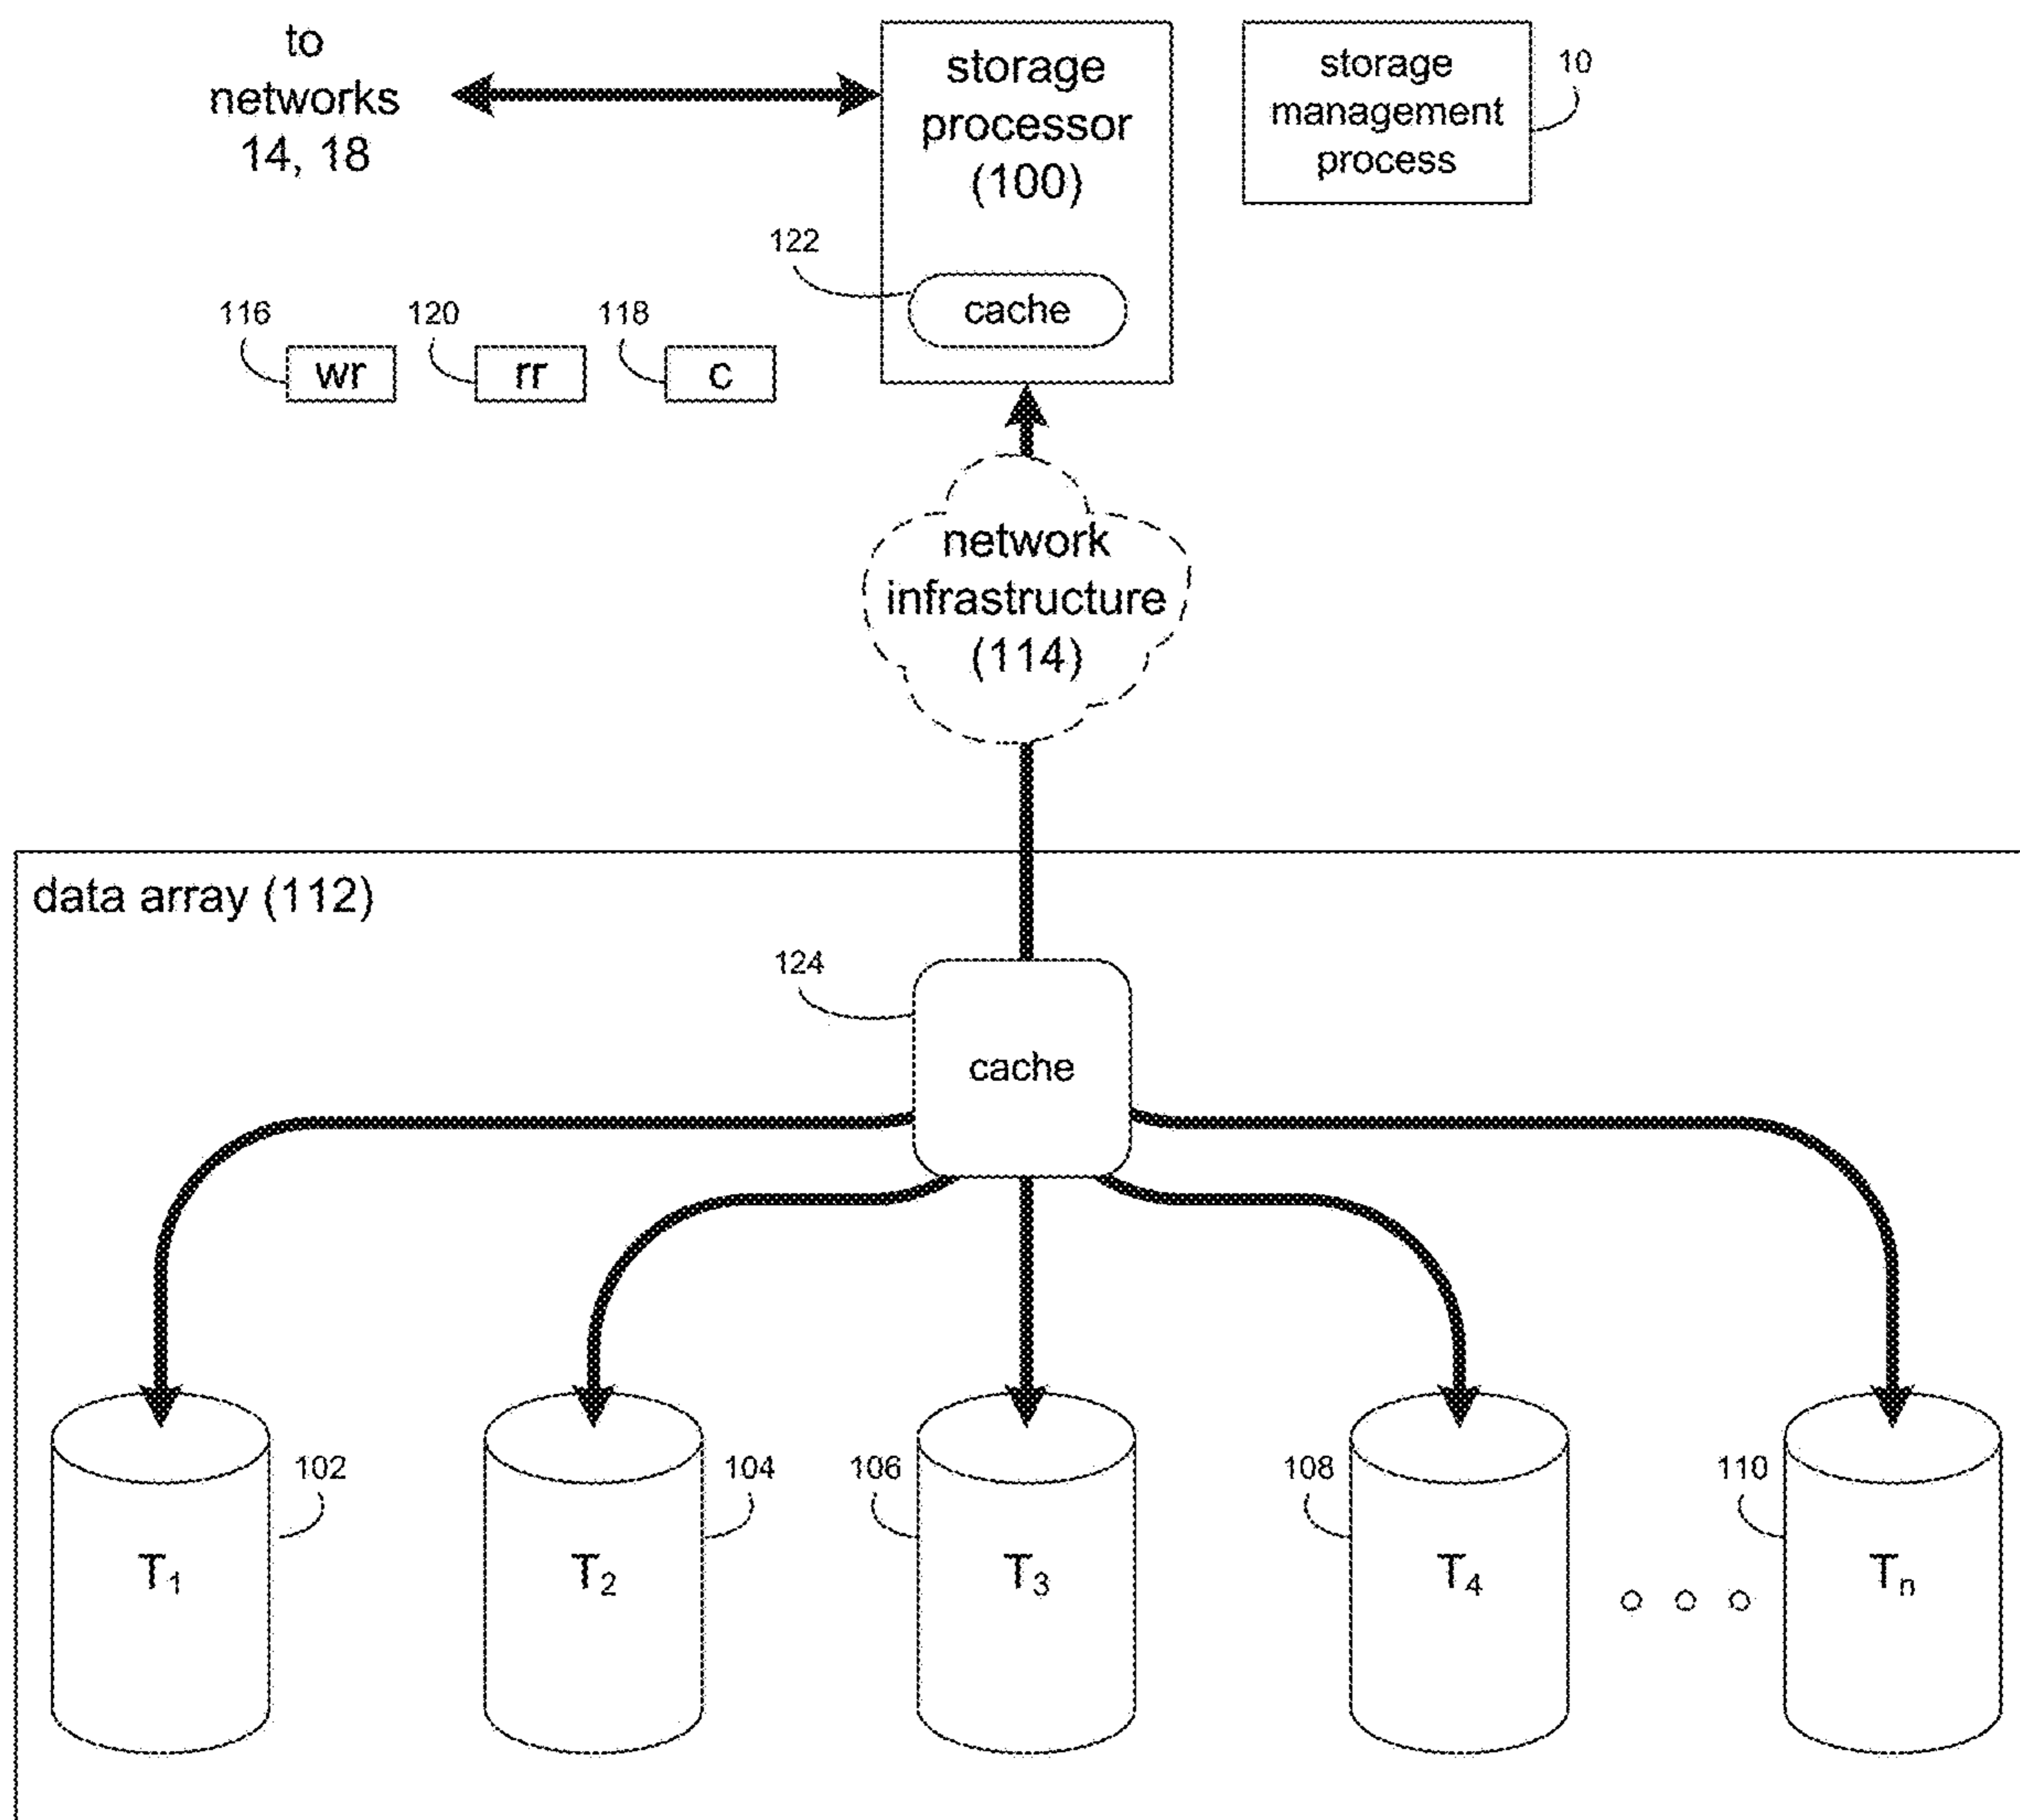 to
networks
14, 18
storage
processor
(100)
storage
management
process
10
122
cache
116
wr
120
rr
118
c
network
infrastructure
(114)
data array (112)
124
cache
102
104
106
108
110
T1
T2
T3
T4
Tn